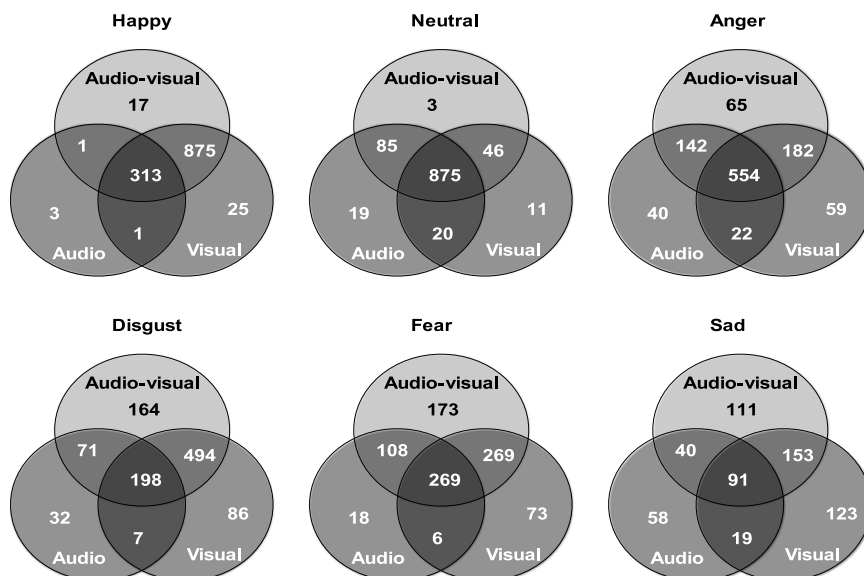 Happy
Neutral
Anger
Audio-visual
17
1
875
313
3
25
1
Audio
Visual
Audio-visual
3
85
46
875
19
11
20
Audio
Visual
Audio-visual
65
142
182
554
40
59
22
Audio
Visual
Disgust
Fear
Sad
Audio-visual
164
71
494
198
32
86
7
Audio
Visual
Audio-visual
173
108
269
269
18
73
6
Audio
Visual
Audio-visual
111
40
153
91
58
123
19
Audio
Visual